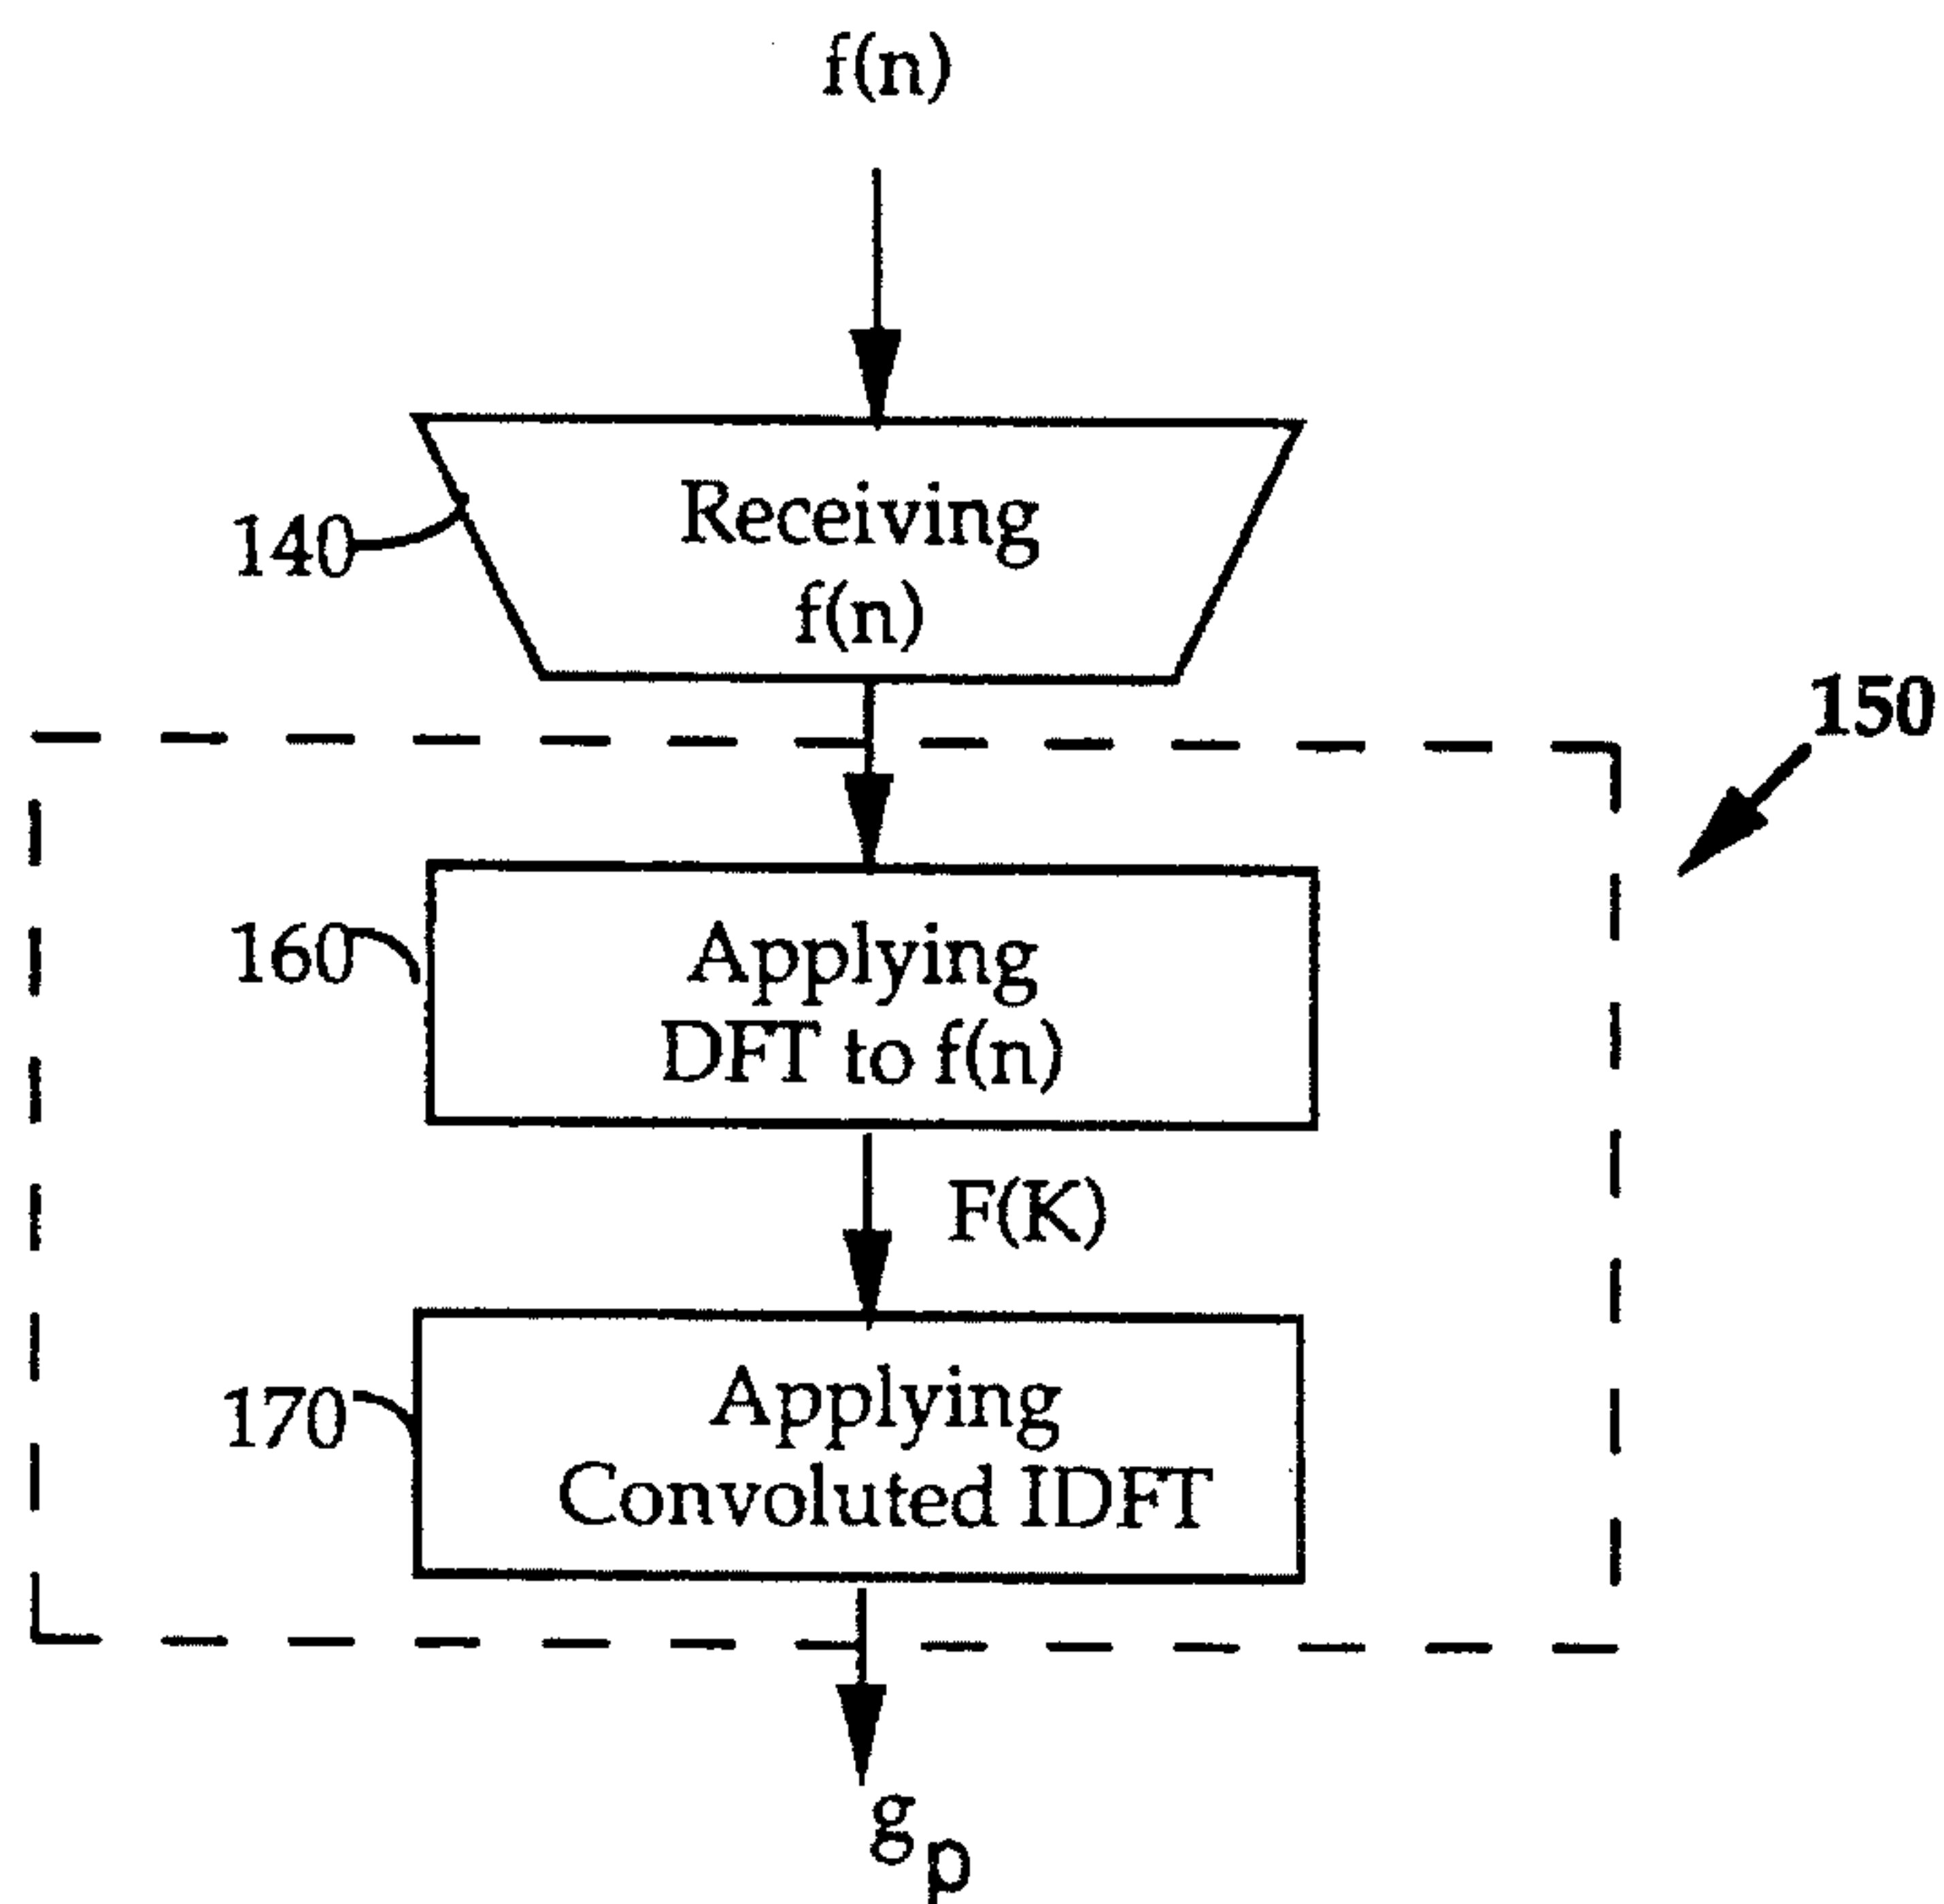 f(n)
140
Receiving
f(n)
150
160
Applying
DFT to f(n)
F(K)
170
Applying
Convoluted IDFT
gp